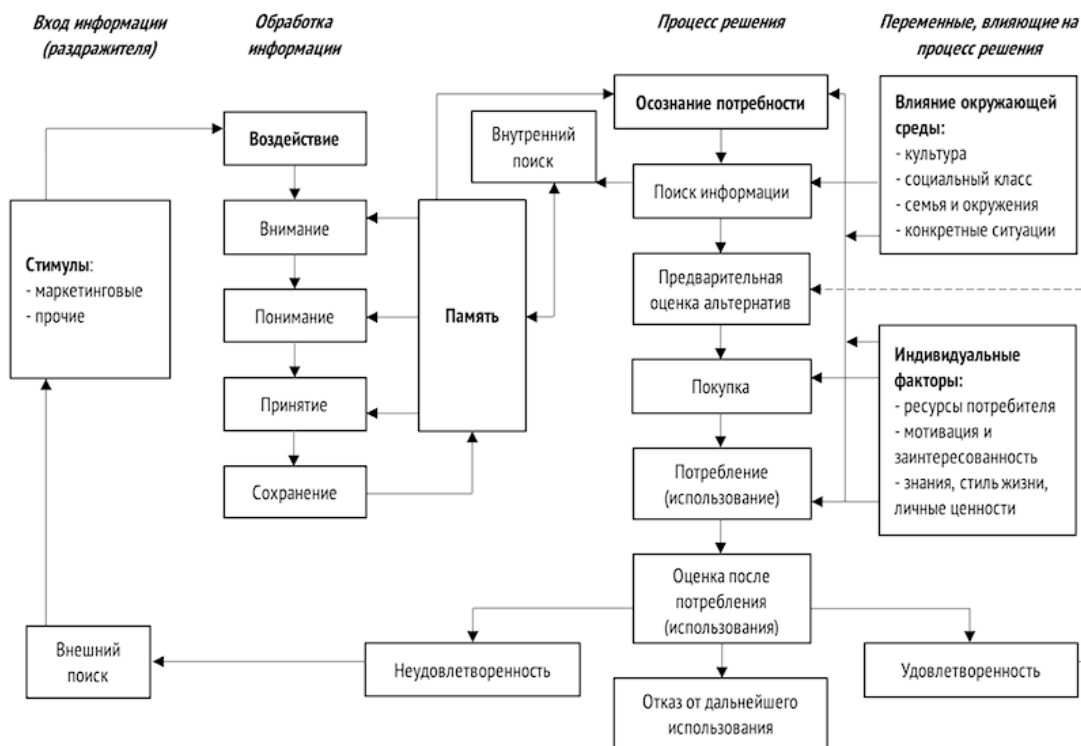 Вход информации
(раздражителя)
Обработка
информации
Процесс решения
Переменные, влияющие на
процесс решения
Стимулы:
- маркетинговые
- прочие
Внешний
поиск
Воздействие
Внимание
Понимание
Принятие
Сохранение
Память
Внутренний
поиск
Осознание потребности
Поиск информации
Предварительная
оценка альтернатив
Покупка
Потребление
(использование)
Оценка после
потребления
(использования)
Неудовлетворенность
Отказ от дальнейшего
использования
Удовлетворенность
Влияние окружающей
среды:
- культура
- социальный класс
- семья и окружения
- конкретные ситуации
Индивидуальные
факторы:
- ресурсы потребителя
- мотивация и
заинтересованность
- знания, стиль жизни,
личные ценности